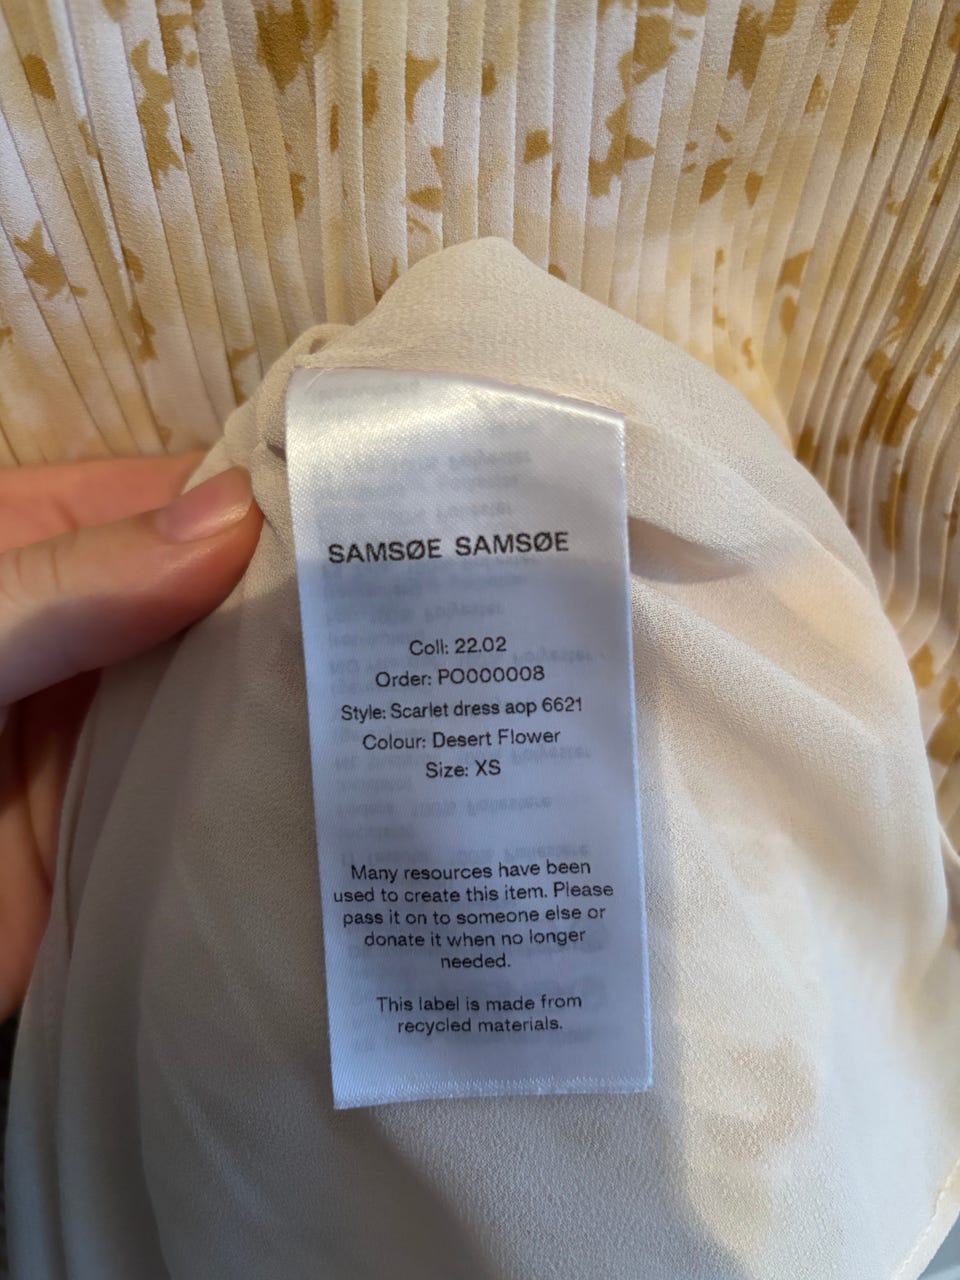 SAMSØE SAMSØE
Coll: 22.02
Order: PO000008
Style: Scarlet dress aop 6621
Colour: Desert Flower
Size: XS
Many resources have been
used to create this item. Please
pass it on to someone else or
donate it when no longer
needed.
This label is made from
recycled materials.